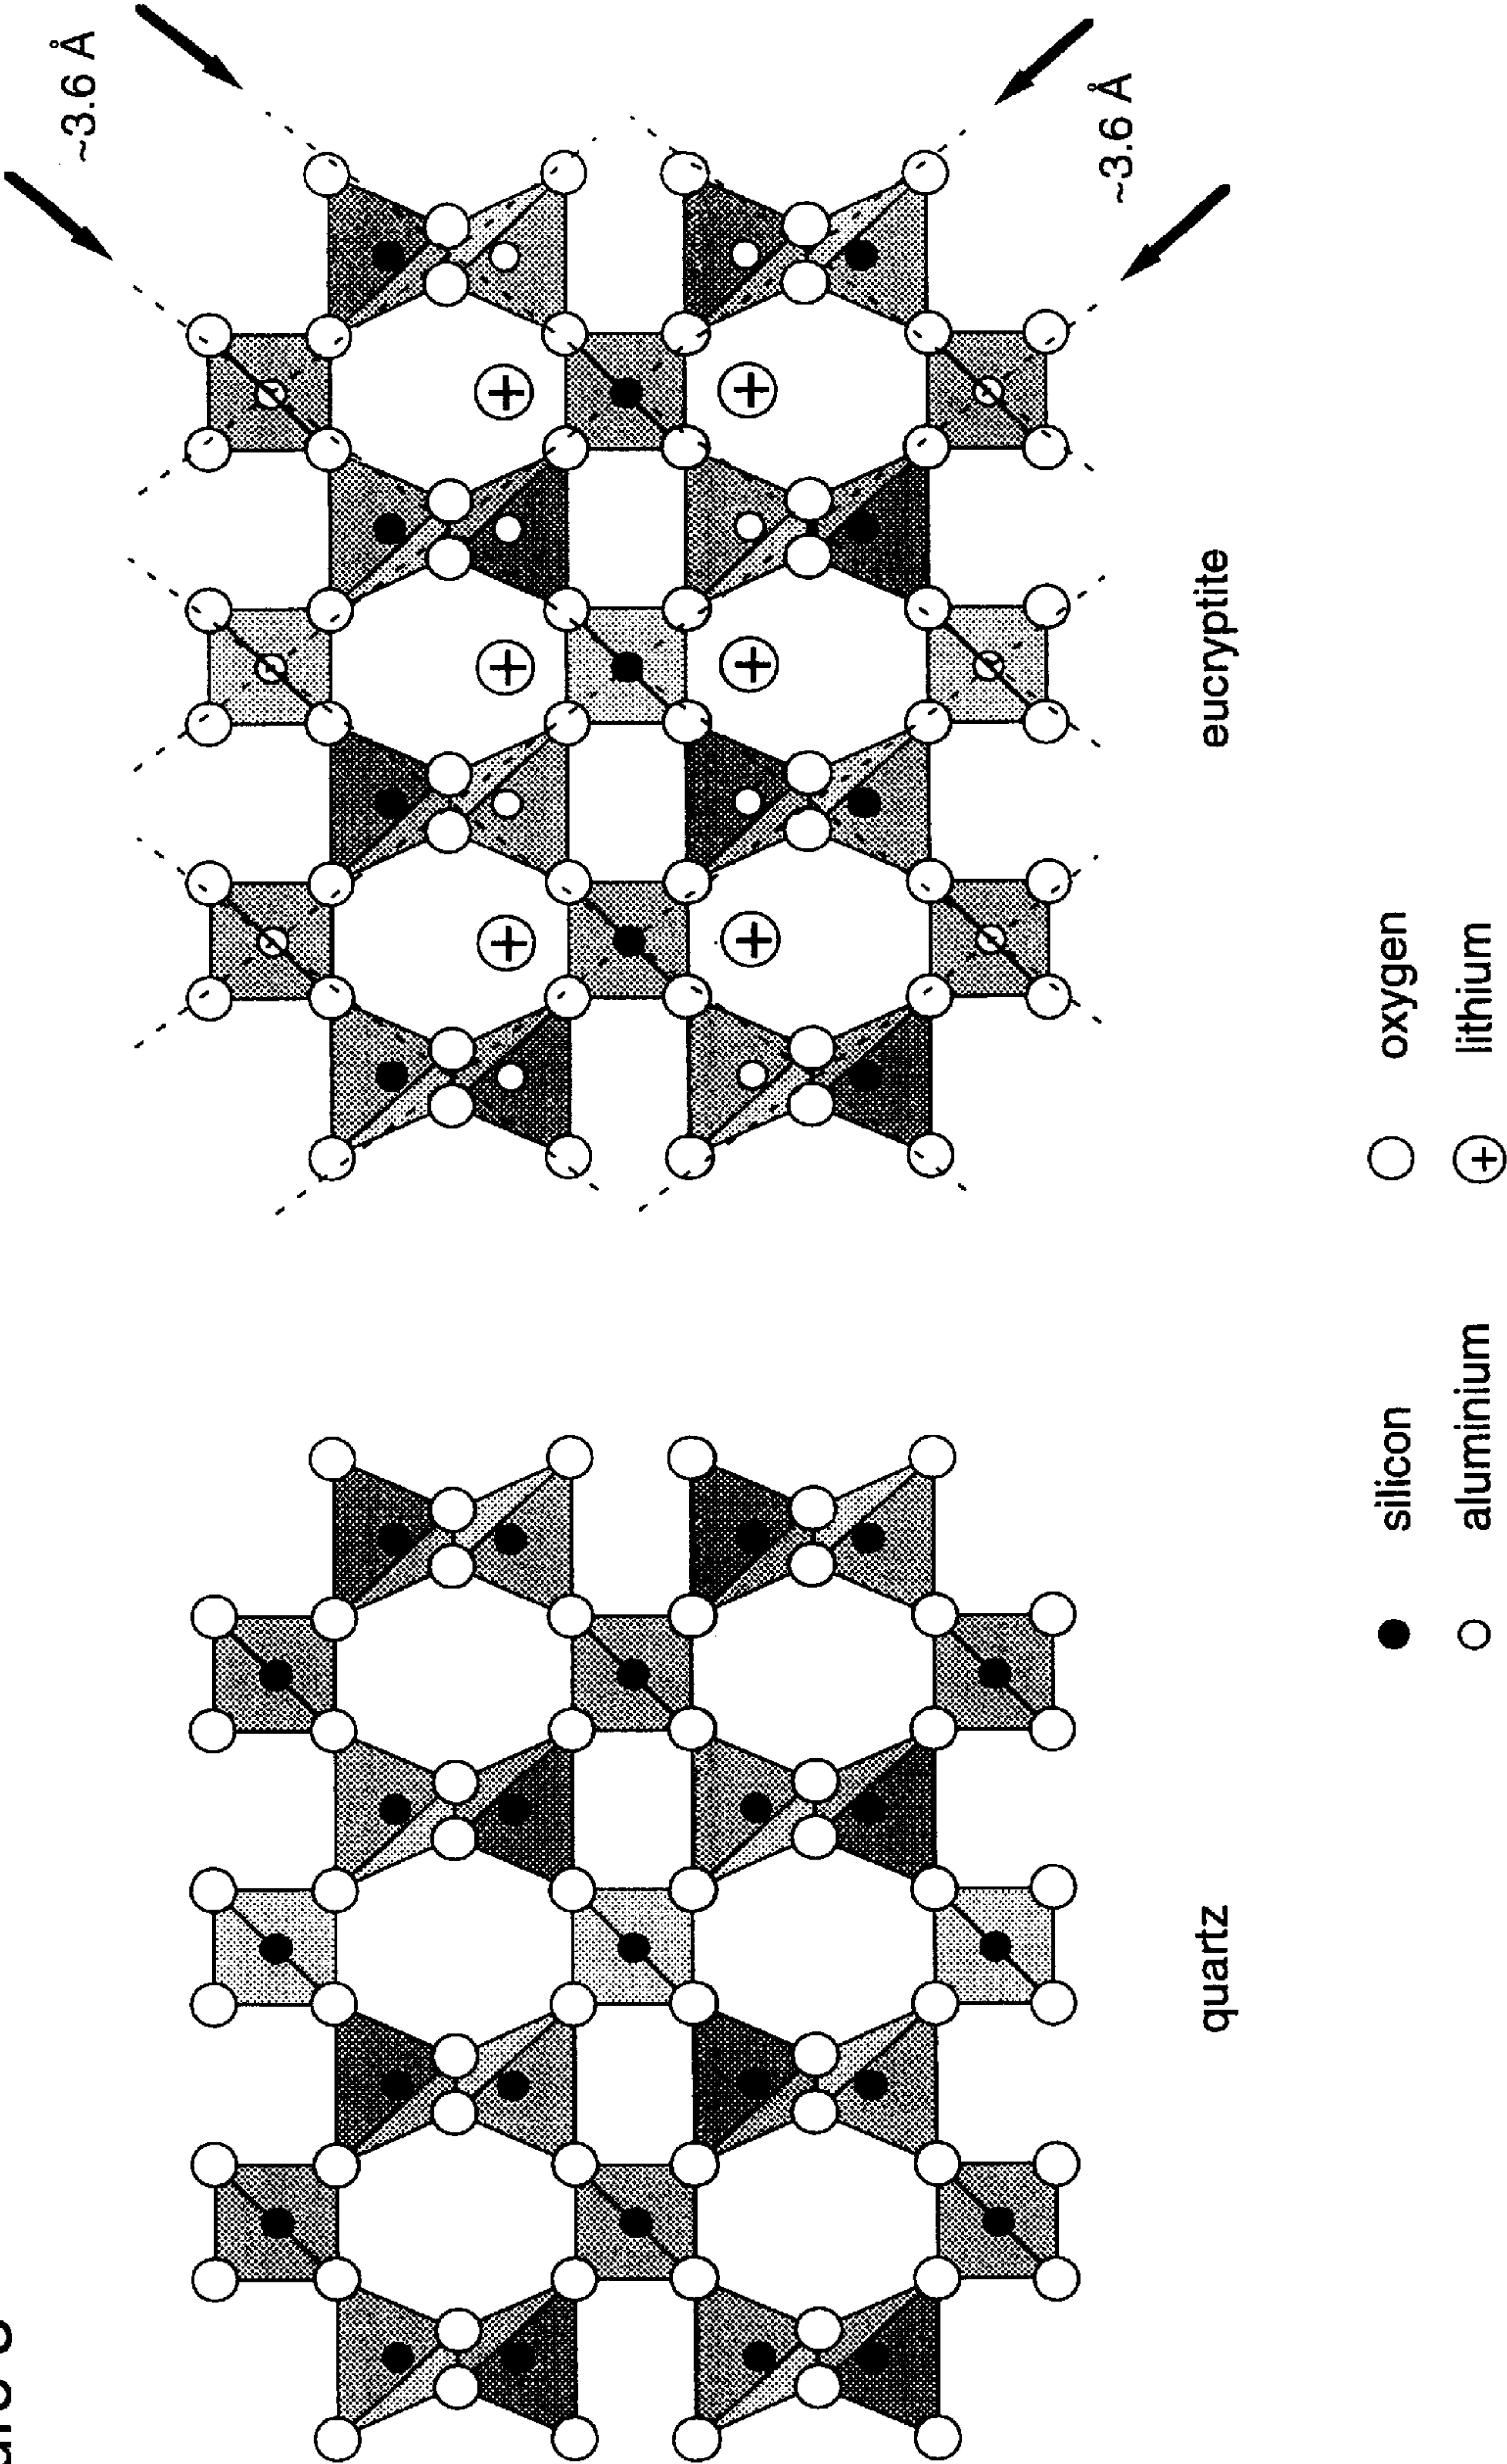 ~3.6 Å
~3.6 Å
quartz
eucryptite
silicon
oxygen
aluminium
lithium